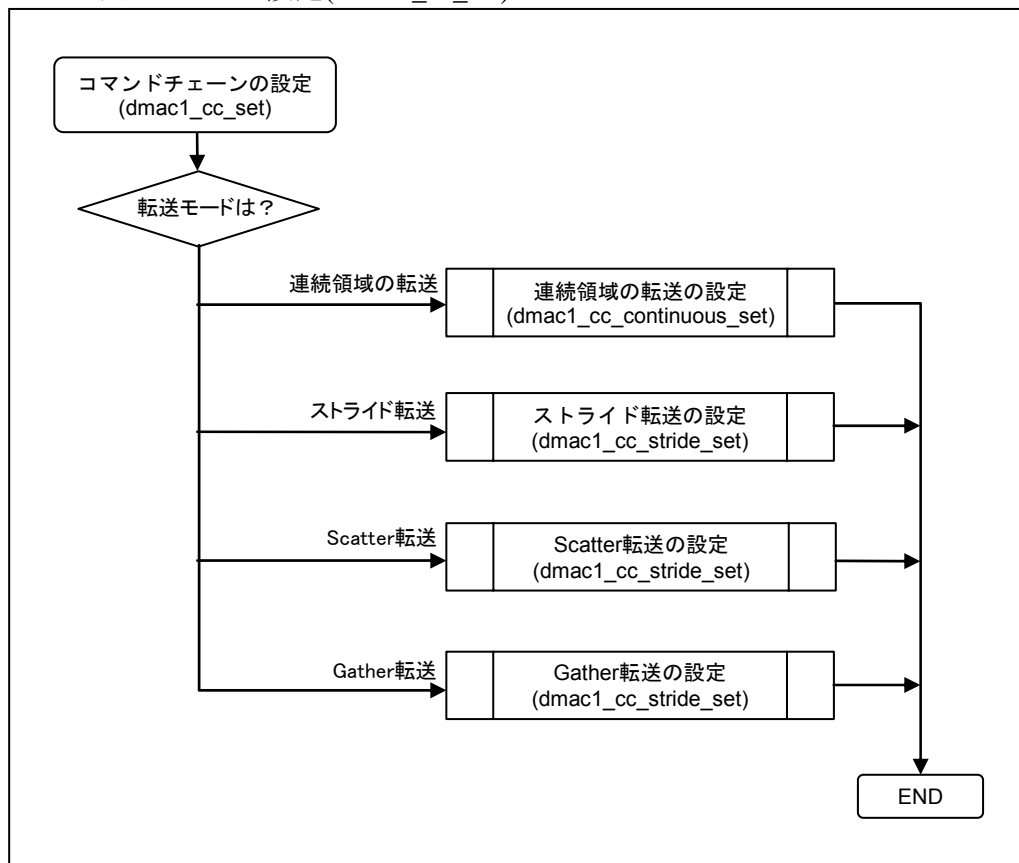 コマンドチェーンの設定
(dmac1_cc_set)
転送モードは？
連続領域の転送
連続領域の転送の設定
(dmac1_cc_continuous_set)
ストライド転送
ストライド転送の設定
(dmac1_cc_stride_set)
Scatter転送
Scatter転送の設定
(dmac1_cc_stride_set)
Gather転送
Gather転送の設定
(dmac1_cc_stride_set)
END